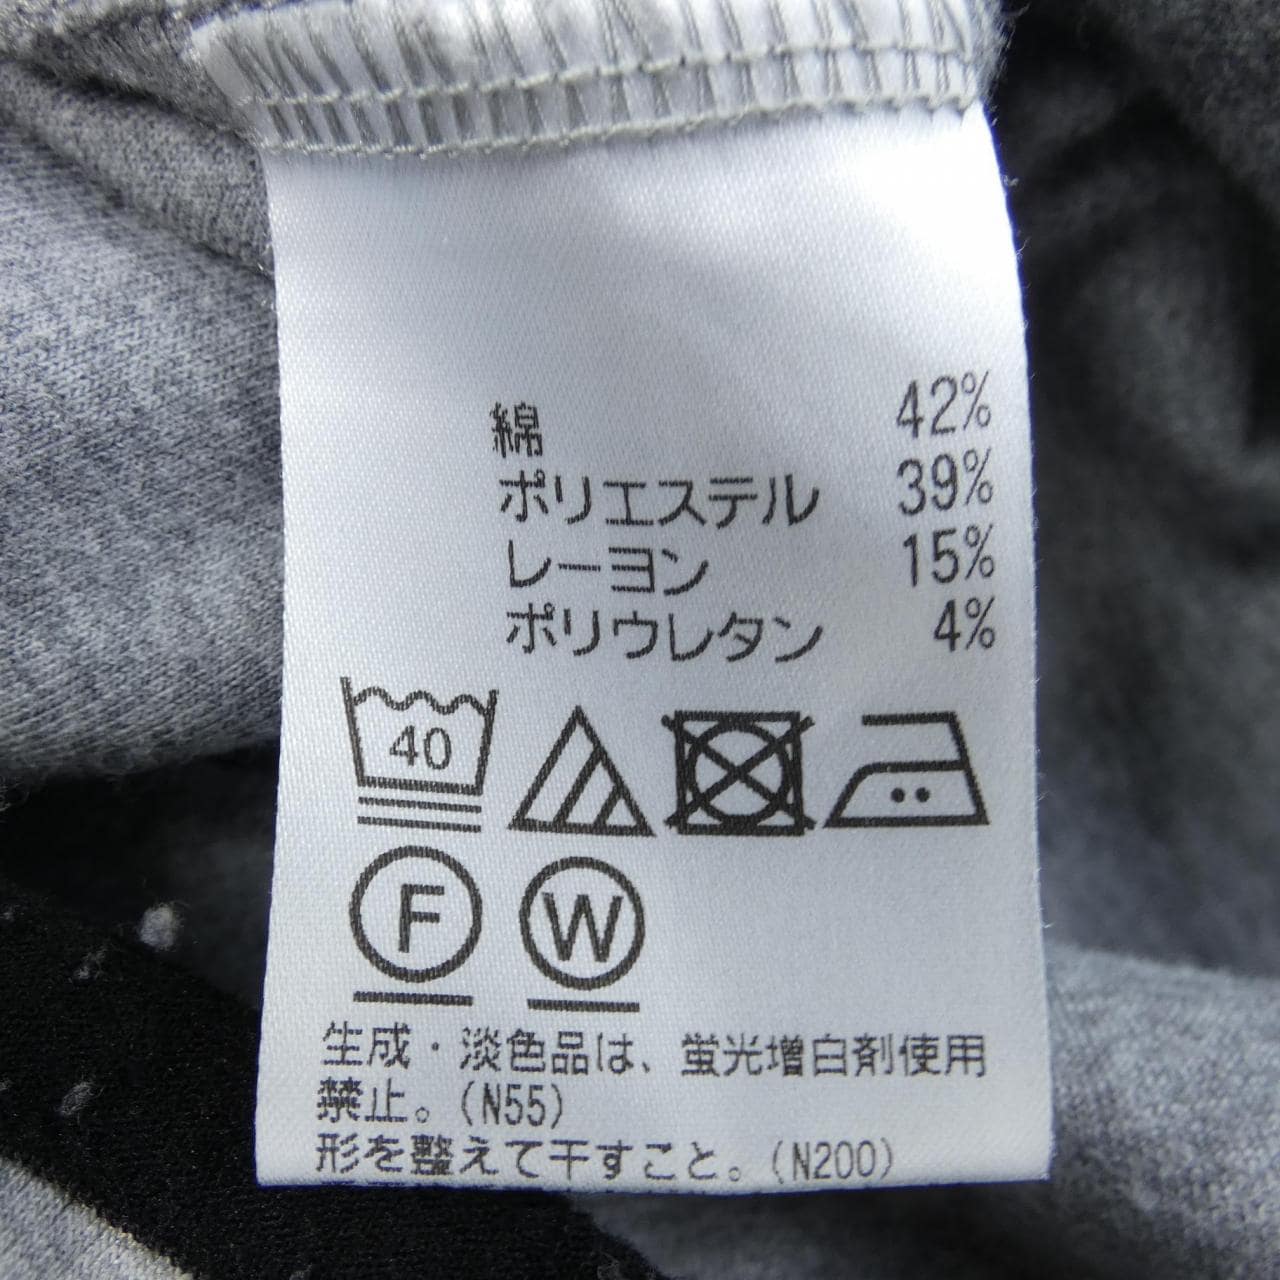 綿 42%
ポリエステル 39%
レーヨン 15%
ポリウレタン 4%
40
F W
生成・淡色品は、蛍光増白剤使用
禁止。(N55)
形を整えて干すこと。(N200)